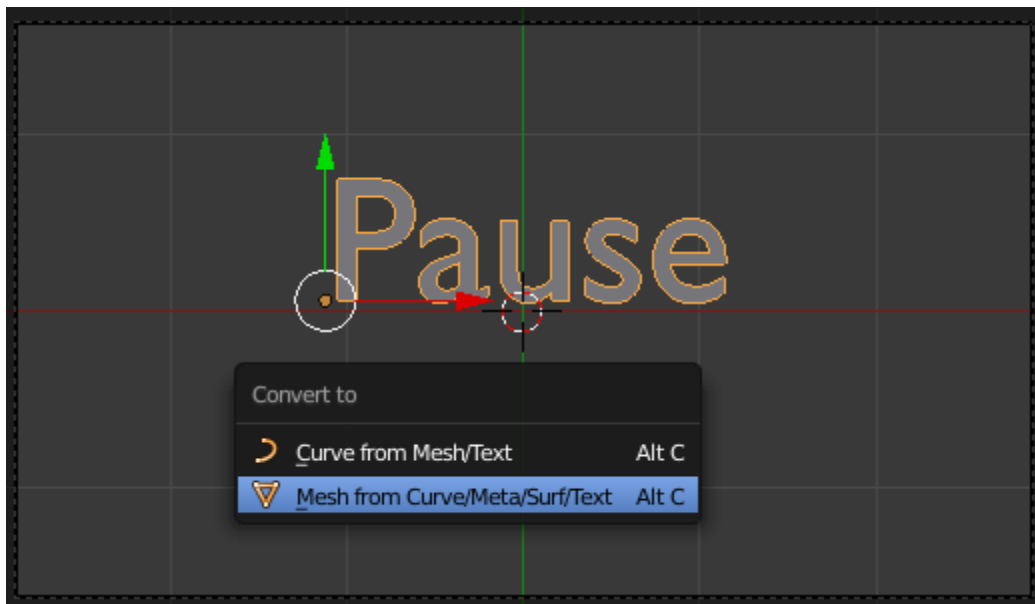 Pause
Convert to
Curve from Mesh/Text Alt C
Mesh from Curve/Meta/Surf/Text Alt C